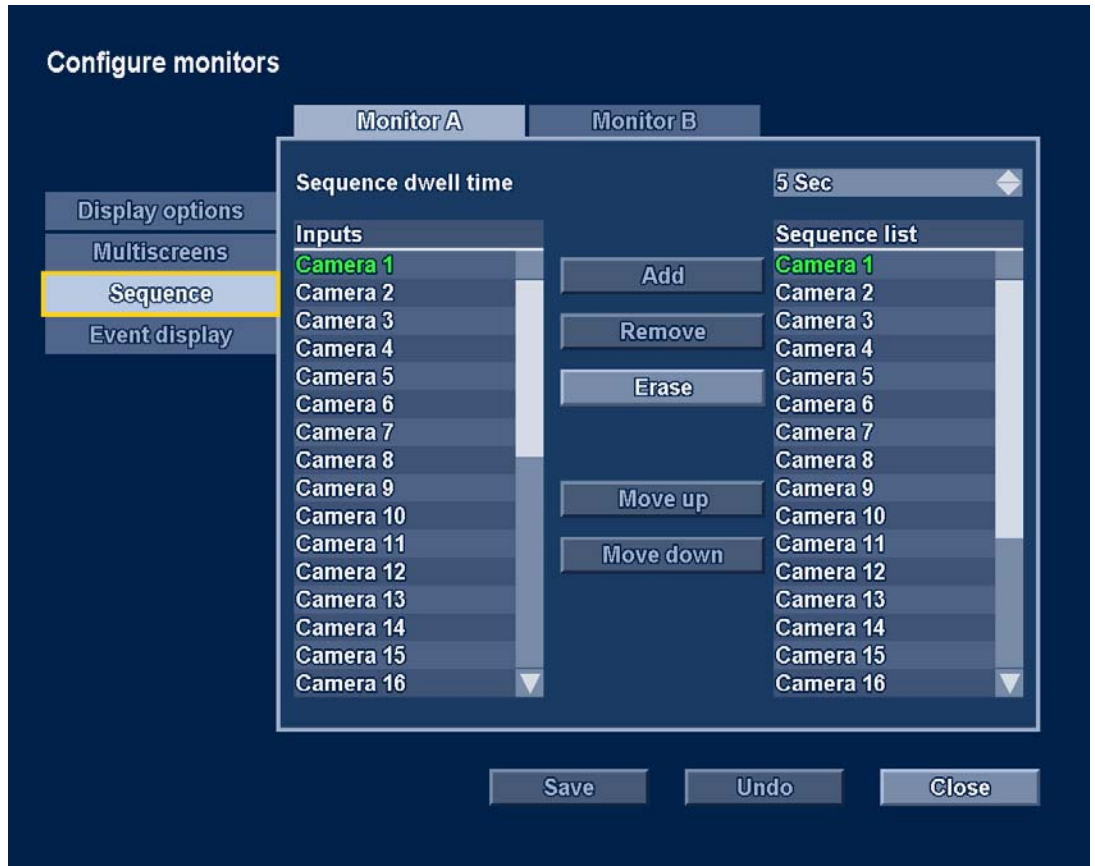 Configure monitors
Monitor A
Monitor B
Sequence dwell time
5 Sec
Display options
Multiscreens
Sequence
Event display
Inputs
Camera 1
Camera 2
Camera 3
Camera 4
Camera 5
Camera 6
Camera 7
Camera 8
Camera 9
Camera 10
Camera 11
Camera 12
Camera 13
Camera 14
Camera 15
Camera 16
Add
Remove
Erase
Move up
Move down
Sequence list
Camera 1
Camera 2
Camera 3
Camera 4
Camera 5
Camera 6
Camera 7
Camera 8
Camera 9
Camera 10
Camera 11
Camera 12
Camera 13
Camera 14
Camera 15
Camera 16
Save
Undo
Close